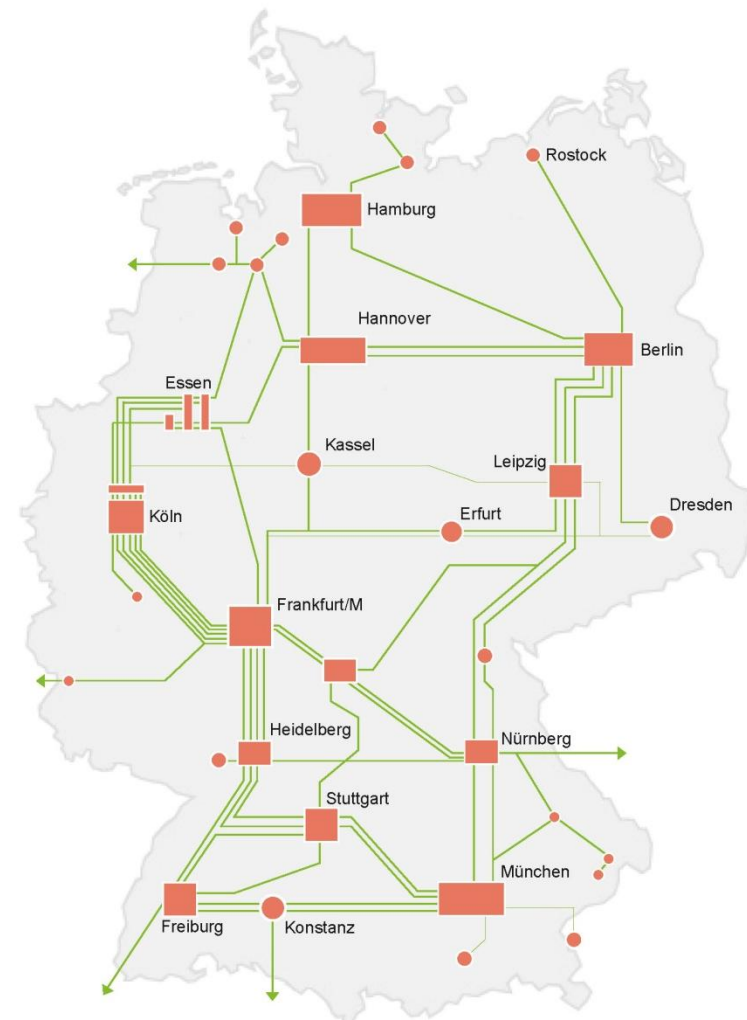 Rostock
Hamburg
Hannover
Berlin
Essen
Kassel
Leipzig
Köln
Erfurt
Dresden
Frankfurt/M
Heidelberg
Nürnberg
Stuttgart
München
Freiburg
Konstanz